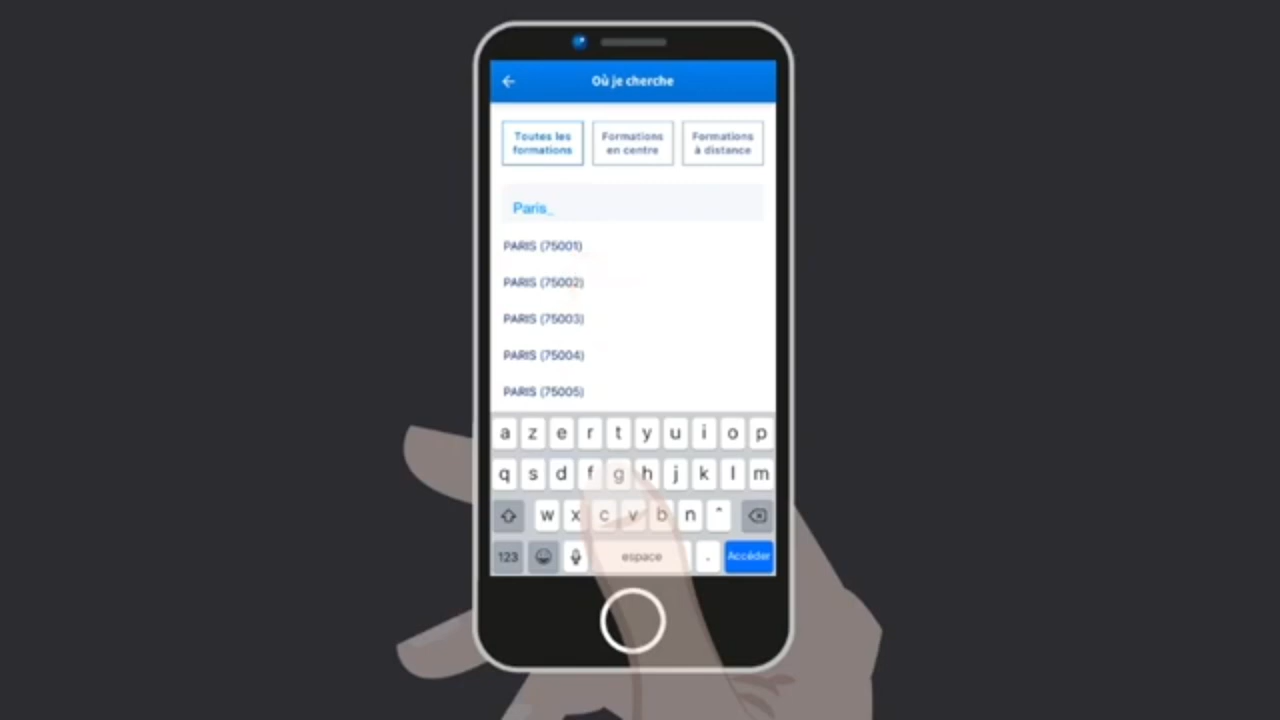 Où je cherche
Toutes les
formations
Formations
en centre
Formations
à distance
Paris_
PARIS (75001)
PARIS (75002)
PARIS (75003)
PARIS (75004)
PARIS (75005)
a z e r t y u i o p
q s d f g h j k l m
w x c v b n ^
123 espace . Accéder